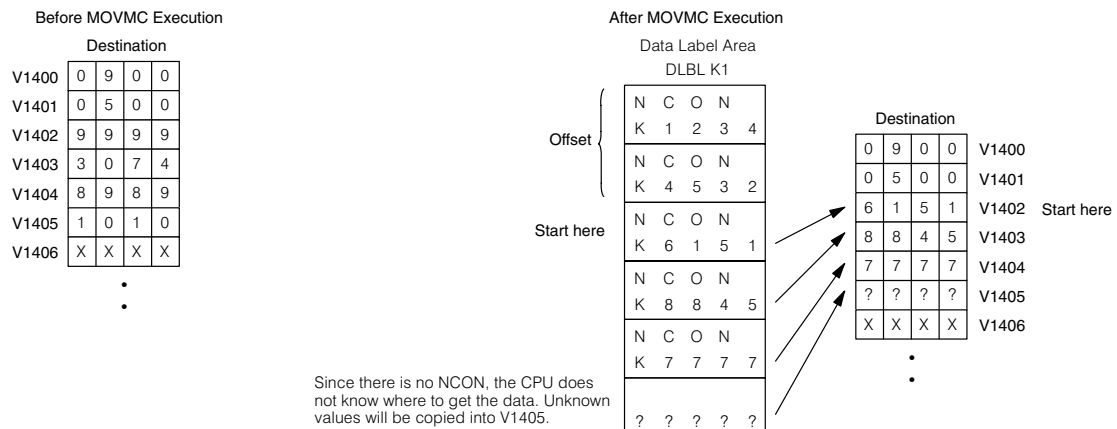 Before MOVMC Execution
Destination
V1400 0 9 0 0
V1401 0 5 0 0
V1402 9 9 9 9
V1403 3 0 7 4
V1404 8 9 8 9
V1405 1 0 1 0
V1406 X X X X
After MOVMC Execution
Data Label Area
DLBL K1
Offset
N C O N
K 1 2 3 4
N C O N
K 4 5 3 2
Start here
N C O N
K 6 1 5 1
N C O N
K 8 8 4 5
N C O N
K 7 7 7 7
? ? ? ?
Since there is no NCON, the CPU does
not know where to get the data. Unknown
values will be copied into V1405.
Destination
0 9 0 0 V1400
0 5 0 0 V1401
6 1 5 1 V1402 Start here
8 8 4 5 V1403
7 7 7 7 V1404
? ? ? ? V1405
X X X X V1406